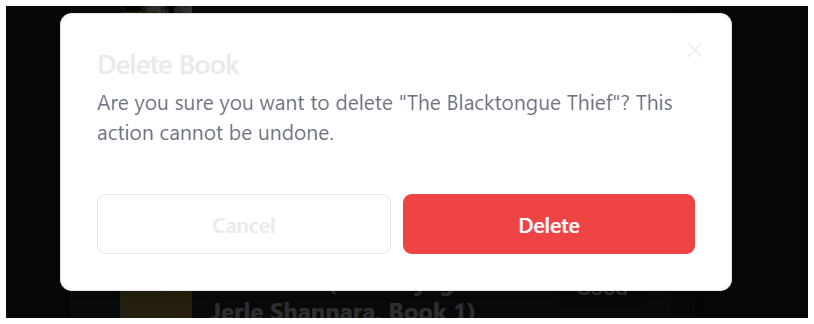 Delete Book
Are you sure you want to delete "The Blacktongue Thief"? This
action cannot be undone.
Cancel
Delete
Good
Jerle Shannara, Book 1)